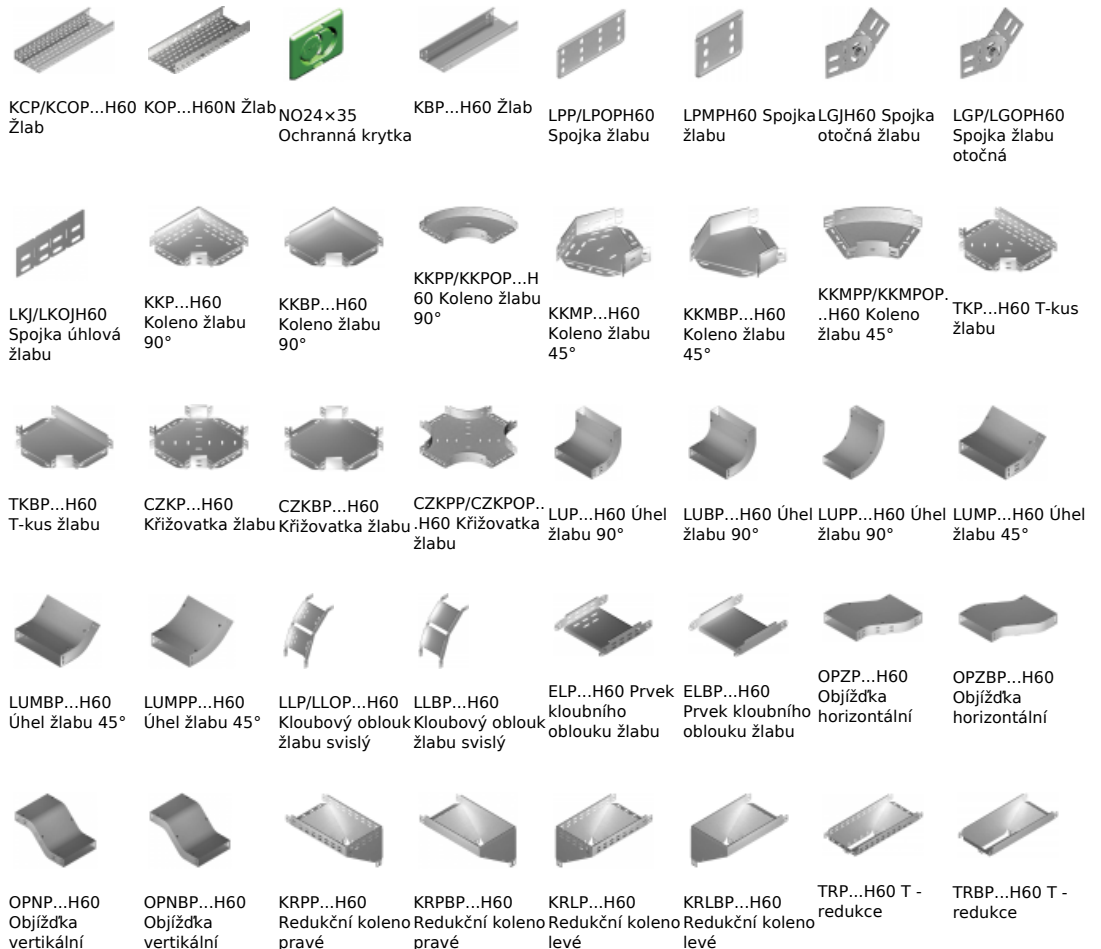 KCP/KCOP...H60
Žlab
KOP...H60N Žlab
NO24×35
Ochranná krytka
KBP...H60 Žlab
LPP/LPOPH60
Spojka žlabu
LPMPH60 Spojka
žlabu
LGJH60 Spojka
otočná žlabu
LGP/LGOPH60
Spojka žlabu
otočná
LKJ/LKOJH60
Spojka úhlová
žlabu
KKP...H60
Koleno žlabu
90°
KKBP...H60
Koleno žlabu
90°
KKPP/KKPOP...H
60 Koleno žlabu
90°
KKMP...H60
Koleno žlabu
45°
KKMBP...H60
Koleno žlabu
45°
KKMPP/KKMPOP.
..H60 Koleno
žlabu 45°
TKP...H60 T-kus
žlabu
TKBP...H60
T-kus žlabu
CZKP...H60
Křižovatka žlabu
CZKBP...H60
Křižovatka žlabu
CZKPP/CZKPOP..
.H60 Křižovatka
žlabu
LUP...H60 Úhel
žlabu 90°
LUBP...H60 Úhel
žlabu 90°
LUPP...H60 Úhel
žlabu 90°
LUMP...H60 Úhel
žlabu 45°
LUMBP...H60
Úhel žlabu 45°
LUMPP...H60
Úhel žlabu 45°
LLP/LLOP...H60
Kloubový oblouk
žlabu svislý
LLBP...H60
Kloubový oblouk
žlabu svislý
ELP...H60 Prvek
kloubního
oblouku žlabu
ELBP...H60
Prvek kloubního
oblouku žlabu
OPZP...H60
Objížďka
horizontální
OPZBP...H60
Objížďka
horizontální
OPNP...H60
Objížďka
vertikální
OPNBP...H60
Objížďka
vertikální
KRPP...H60
Redukční koleno
pravé
KRPBP...H60
Redukční koleno
pravé
KRLP...H60
Redukční koleno
levé
KRLBP...H60
Redukční koleno
levé
TRP...H60 T -
redukce
TRBP...H60 T -
redukce